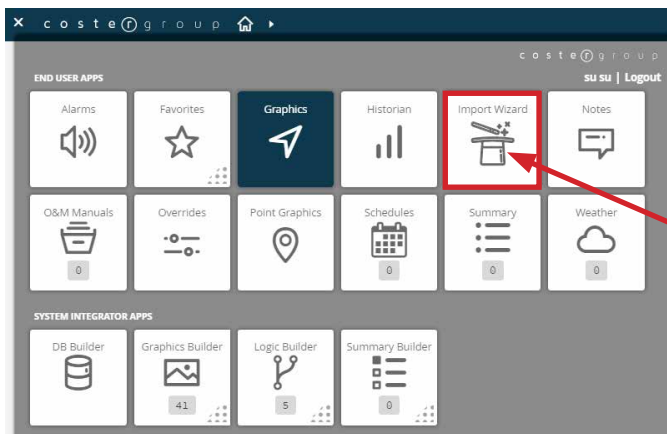 × costergroup
costergroup
END USER APPS su su | Logout
Alarms Favorites Graphics Historian Import Wizard Notes
O&M Manuals Overrides Point Graphics Schedules Summary Weather
0 0 0 0
SYSTEM INTEGRATOR APPS
DB Builder Graphics Builder Logic Builder Summary Builder
41 5 0